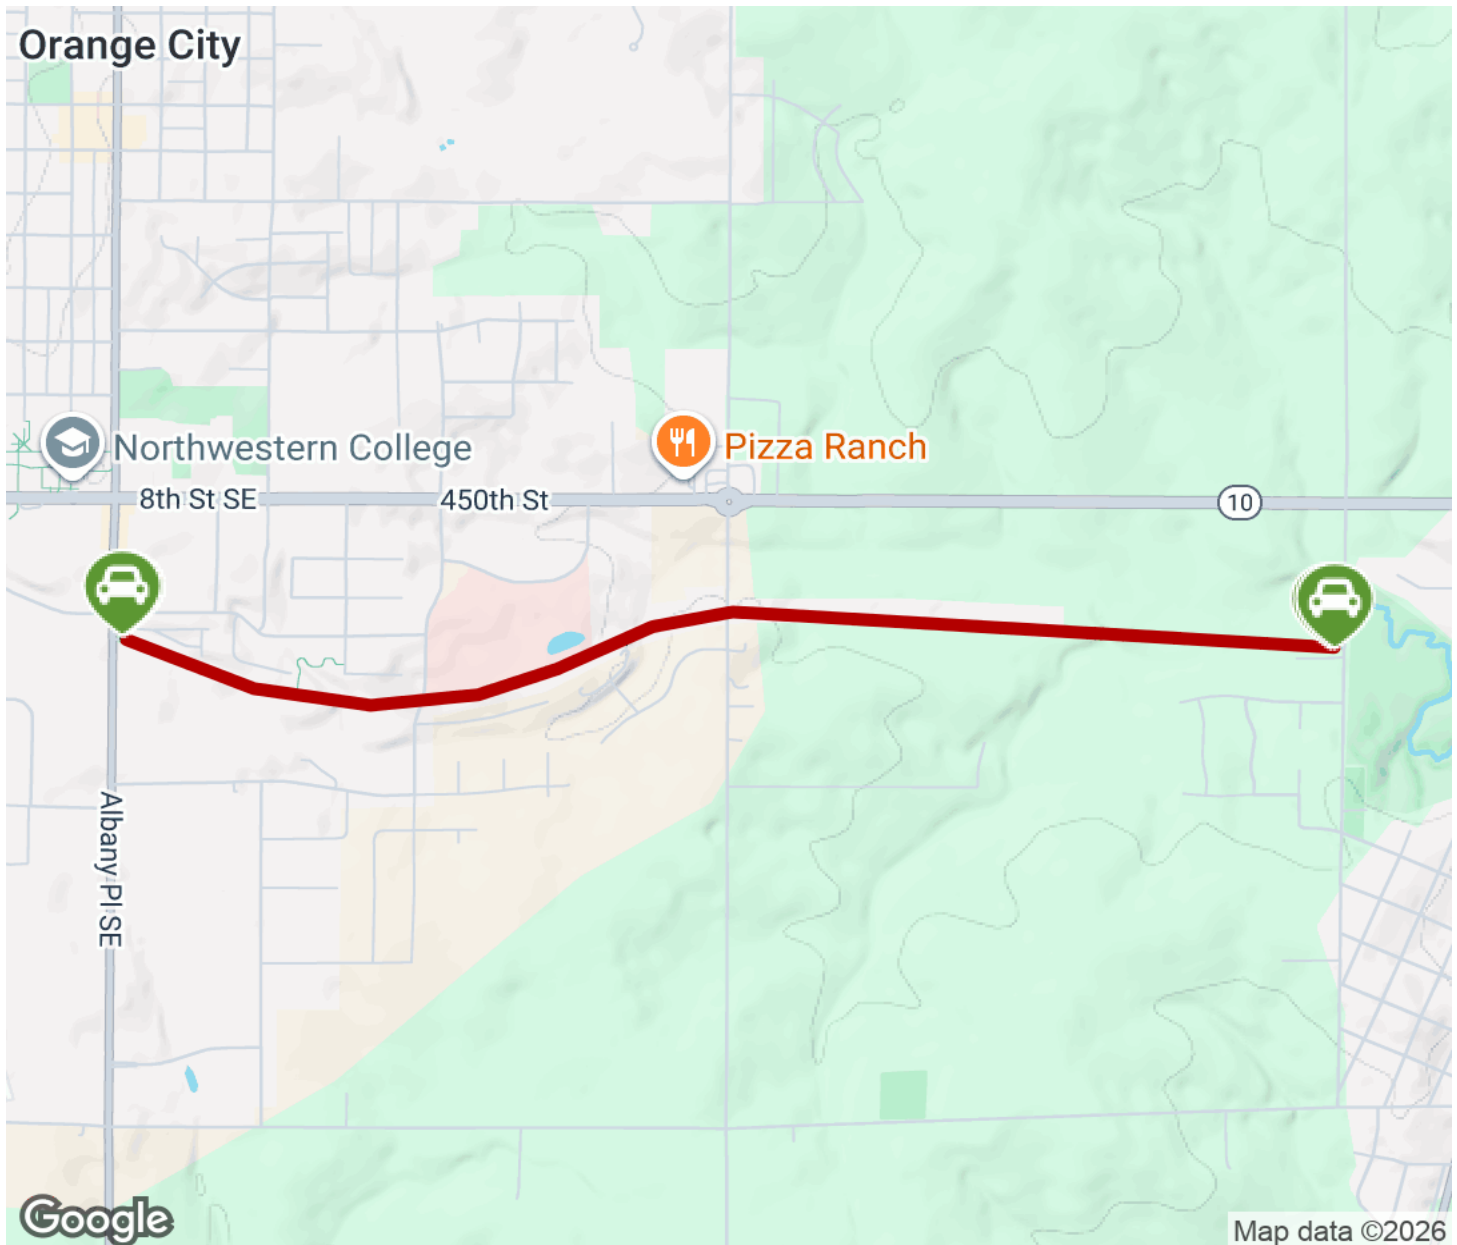 Orange City
Northwestern College
Pizza Ranch
8th St SE
450th St
10
Albany Pl SE
Google
Map data ©2026